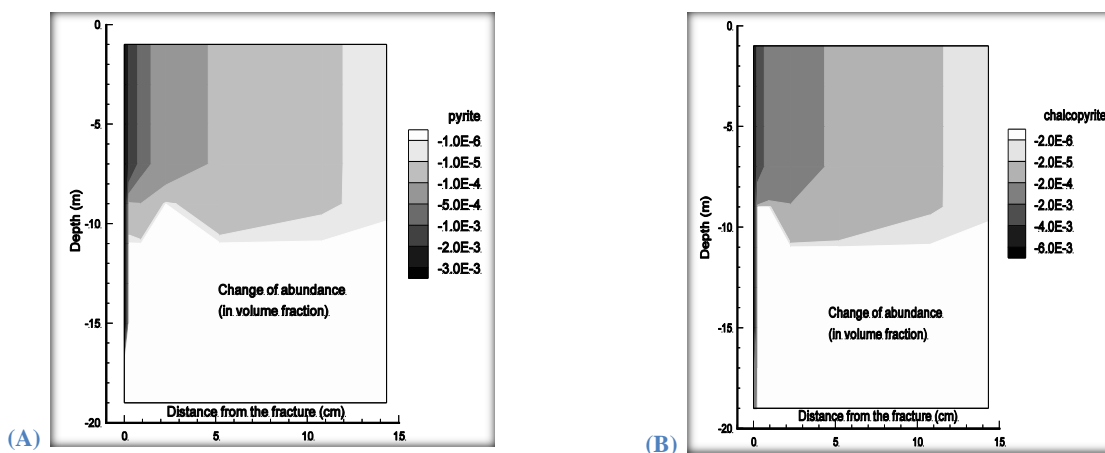 0.
-5.
-10.
-15.
-20.
Depth (m)
0.
5.
10.
15.
Distance from the fracture (cm).
Change of abundance.
(in volume fraction).
pyrite.
-1.0E-6.
-1.0E-5.
-1.0E-4.
-5.0E-4.
-1.0E-3.
-2.0E-3.
-3.0E-3.
(A)
0.
-5.
-10.
-15.
-20.
Depth (m)
0.
5.
10.
15.
Distance from the fracture (cm)
Change of abundance
(in volume fraction)
chalcopyrite.
-2.0E-6.
-2.0E-5.
-2.0E-4.
-2.0E-3.
-4.0E-3.
-6.0E-3.
(B)